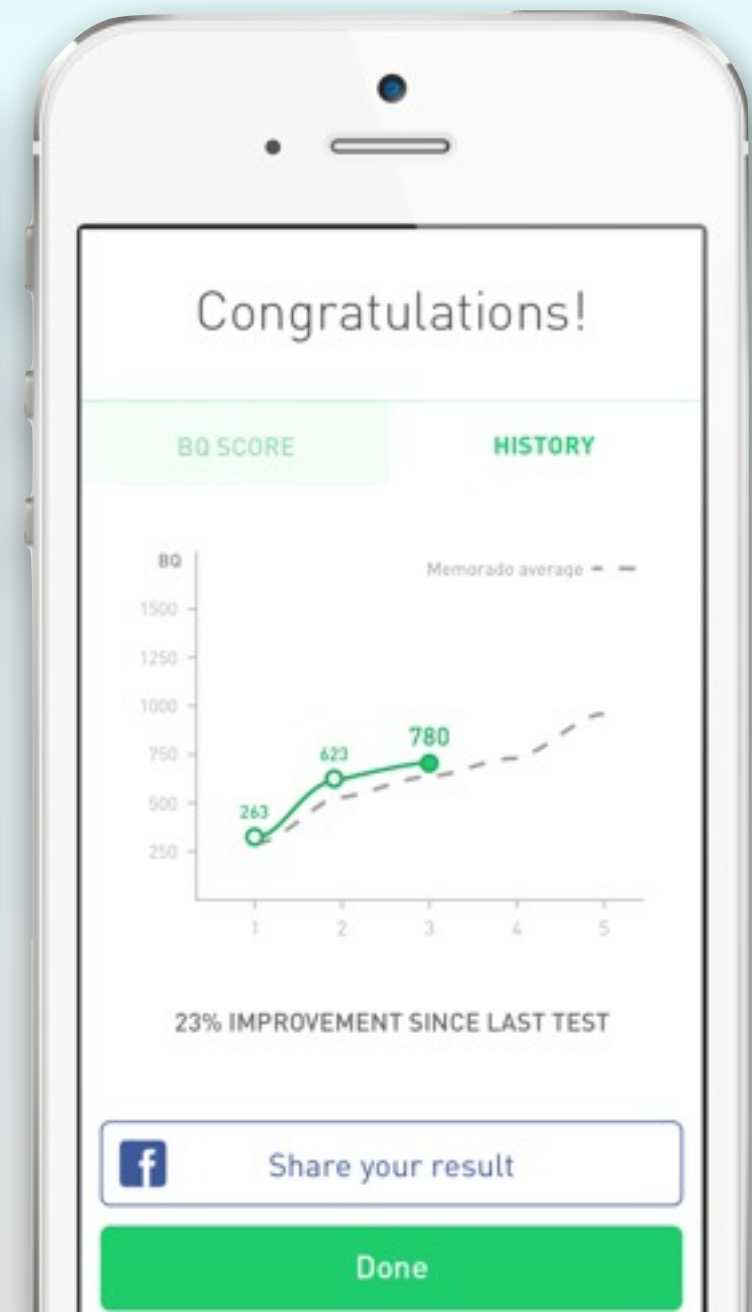 Congratulations!
BQ SCORE
HISTORY
BQ
Memorado average
1500
1250
1000
750
500
250
263
623
780
1 2 3 4 5
23% IMPROVEMENT SINCE LAST TEST
f
Share your result
Done